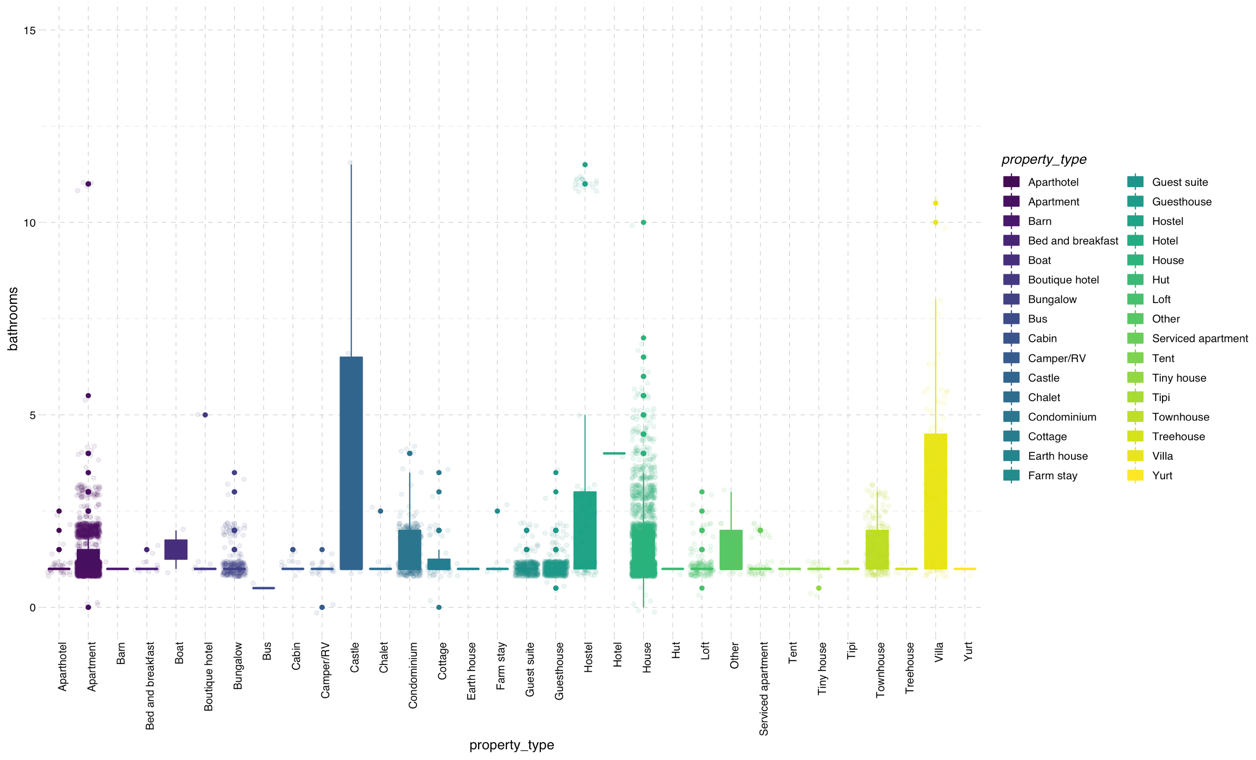 15
10
5
0
bathrooms
Aparthotel
Apartment
Barn
Bed and breakfast
Boat
Boutique hotel
Bungalow
Bus
Cabin
Camper/RV
Castle
Chalet
Condominium
Cottage
Earth house
Farm stay
Guest suite
Guesthouse
Hostel
Hotel
House
Hut
Loft
Other
Serviced apartment
Tent
Tiny house
Tipi
Townhouse
Treehouse
Villa
Yurt
property_type
property_type
Aparthotel
Apartment
Barn
Bed and breakfast
Boat
Boutique hotel
Bungalow
Bus
Cabin
Camper/RV
Castle
Chalet
Condominium
Cottage
Earth house
Farm stay
Guest suite
Guesthouse
Hostel
Hotel
House
Hut
Loft
Other
Serviced apartment
Tent
Tiny house
Tipi
Townhouse
Treehouse
Villa
Yurt